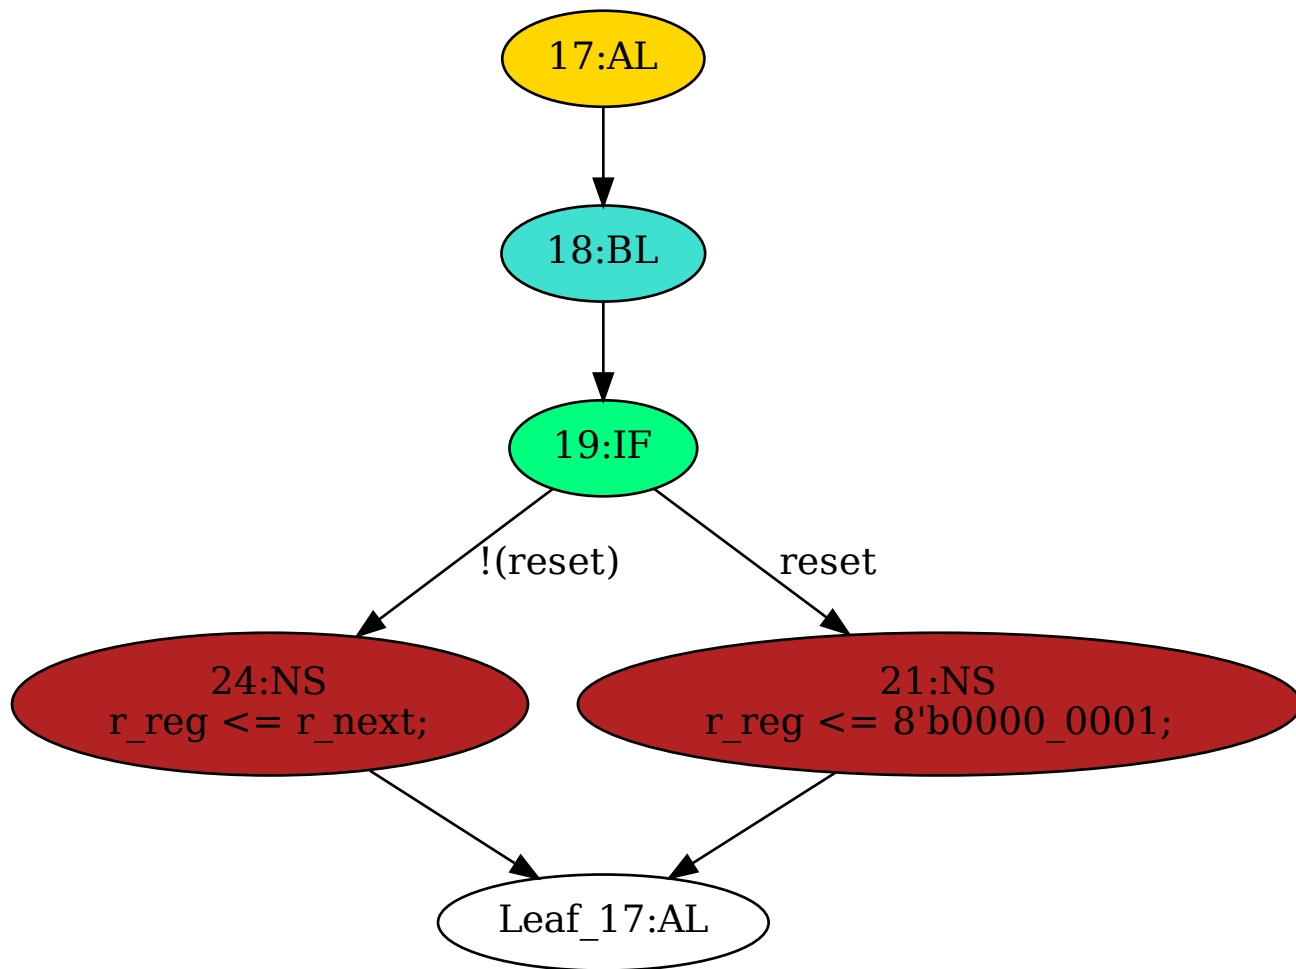 17:AL
18:BL
19:IF
!(reset)
reset
24:NS
r_reg <= r_next;
21:NS
r_reg <= 8'b0000_0001;
Leaf_17:AL